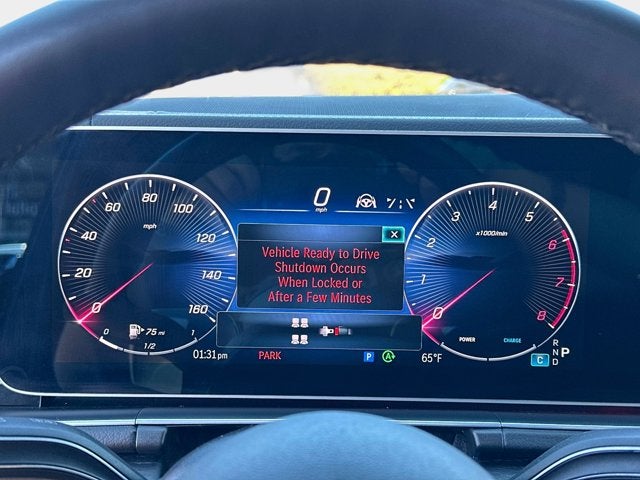 0
mph
60
80
100
mph
40
120
20
140
0
160
75 mi
0
1/2
1
Vehicle Ready to Drive
Shutdown Occurs
When Locked or
After a Few Minutes
4
3
5
x1000/min
2
6
1
7
0
8
POWER
CHARGE
01:31 pm
PARK
P
A
65°F
C
R
N
D
P